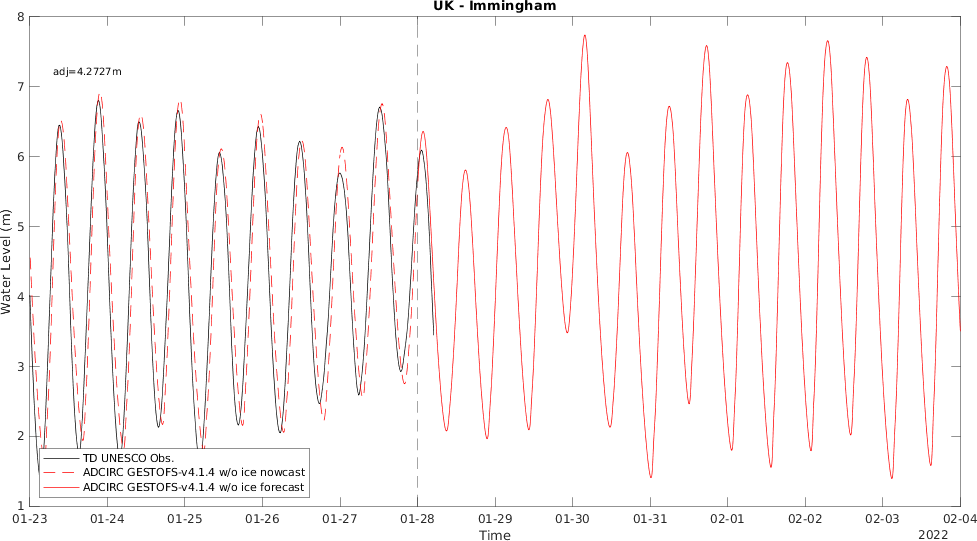 UK - Immingham
8
7
6
5
4
3
2
1
Water Level (m)
adj=4.2727m
TD UNESCO Obs.
ADCIRC GESTOFS-v4.1.4 w/o ice nowcast
ADCIRC GESTOFS-v4.1.4 w/o ice forecast
01-23 01-24 01-25 01-26 01-27 01-28 01-29 01-30 01-31 02-01 02-02 02-03 02-04
Time
2022